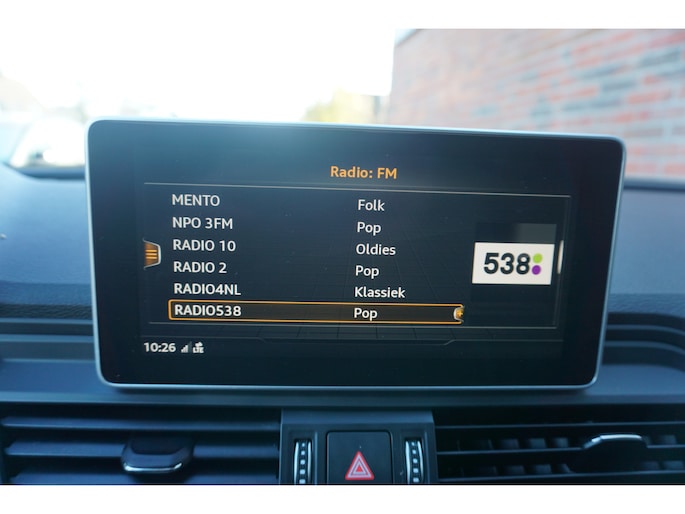 Radio: FM
MENTO Folk
NPO 3FM Pop
RADIO 10 Oldies
RADIO 2 Pop
RADIO4NL Klassiek
RADIO538 Pop
538
10:26 LTE